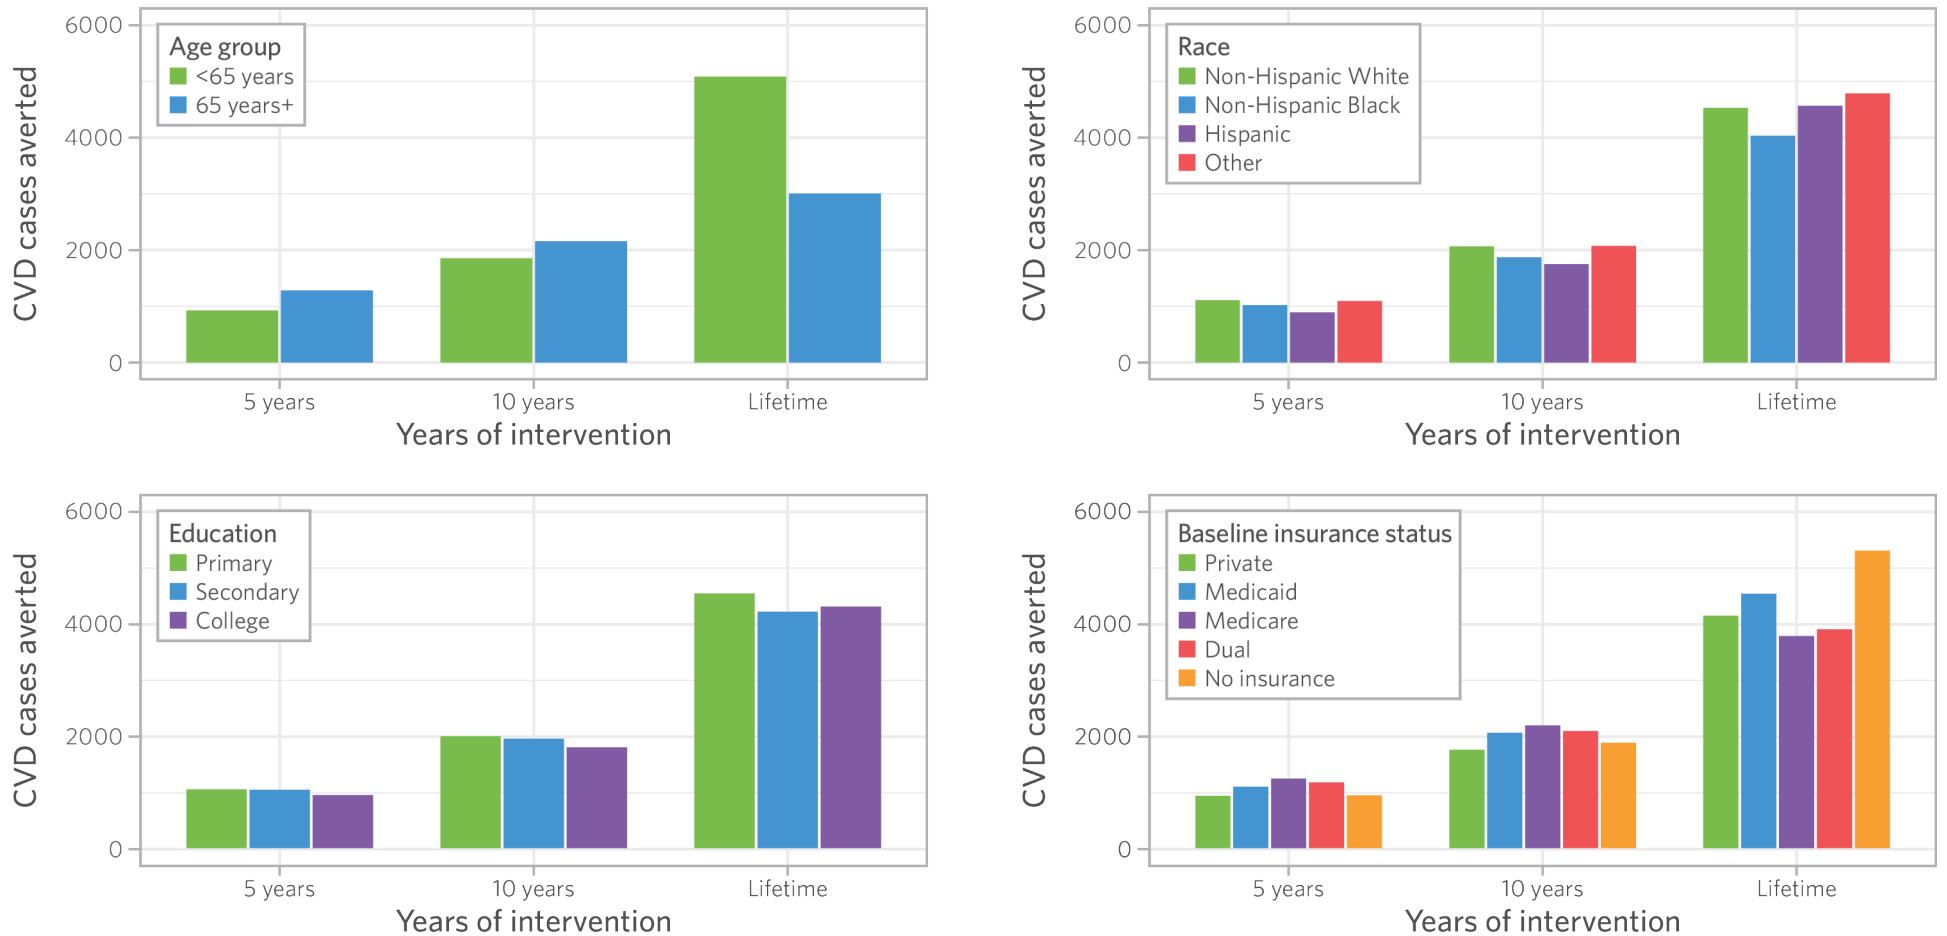 CVD cases averted
6000
4000
2000
0
Age group
<65 years
65 years+
5 years
10 years
Lifetime
Years of intervention
CVD cases averted
6000
4000
2000
0
Race
Non-Hispanic White
Non-Hispanic Black
Hispanic
Other
5 years
10 years
Lifetime
Years of intervention
CVD cases averted
6000
4000
2000
0
Education
Primary
Secondary
College
5 years
10 years
Lifetime
Years of intervention
CVD cases averted
6000
4000
2000
0
Baseline insurance status
Private
Medicaid
Medicare
Dual
No insurance
5 years
10 years
Lifetime
Years of intervention